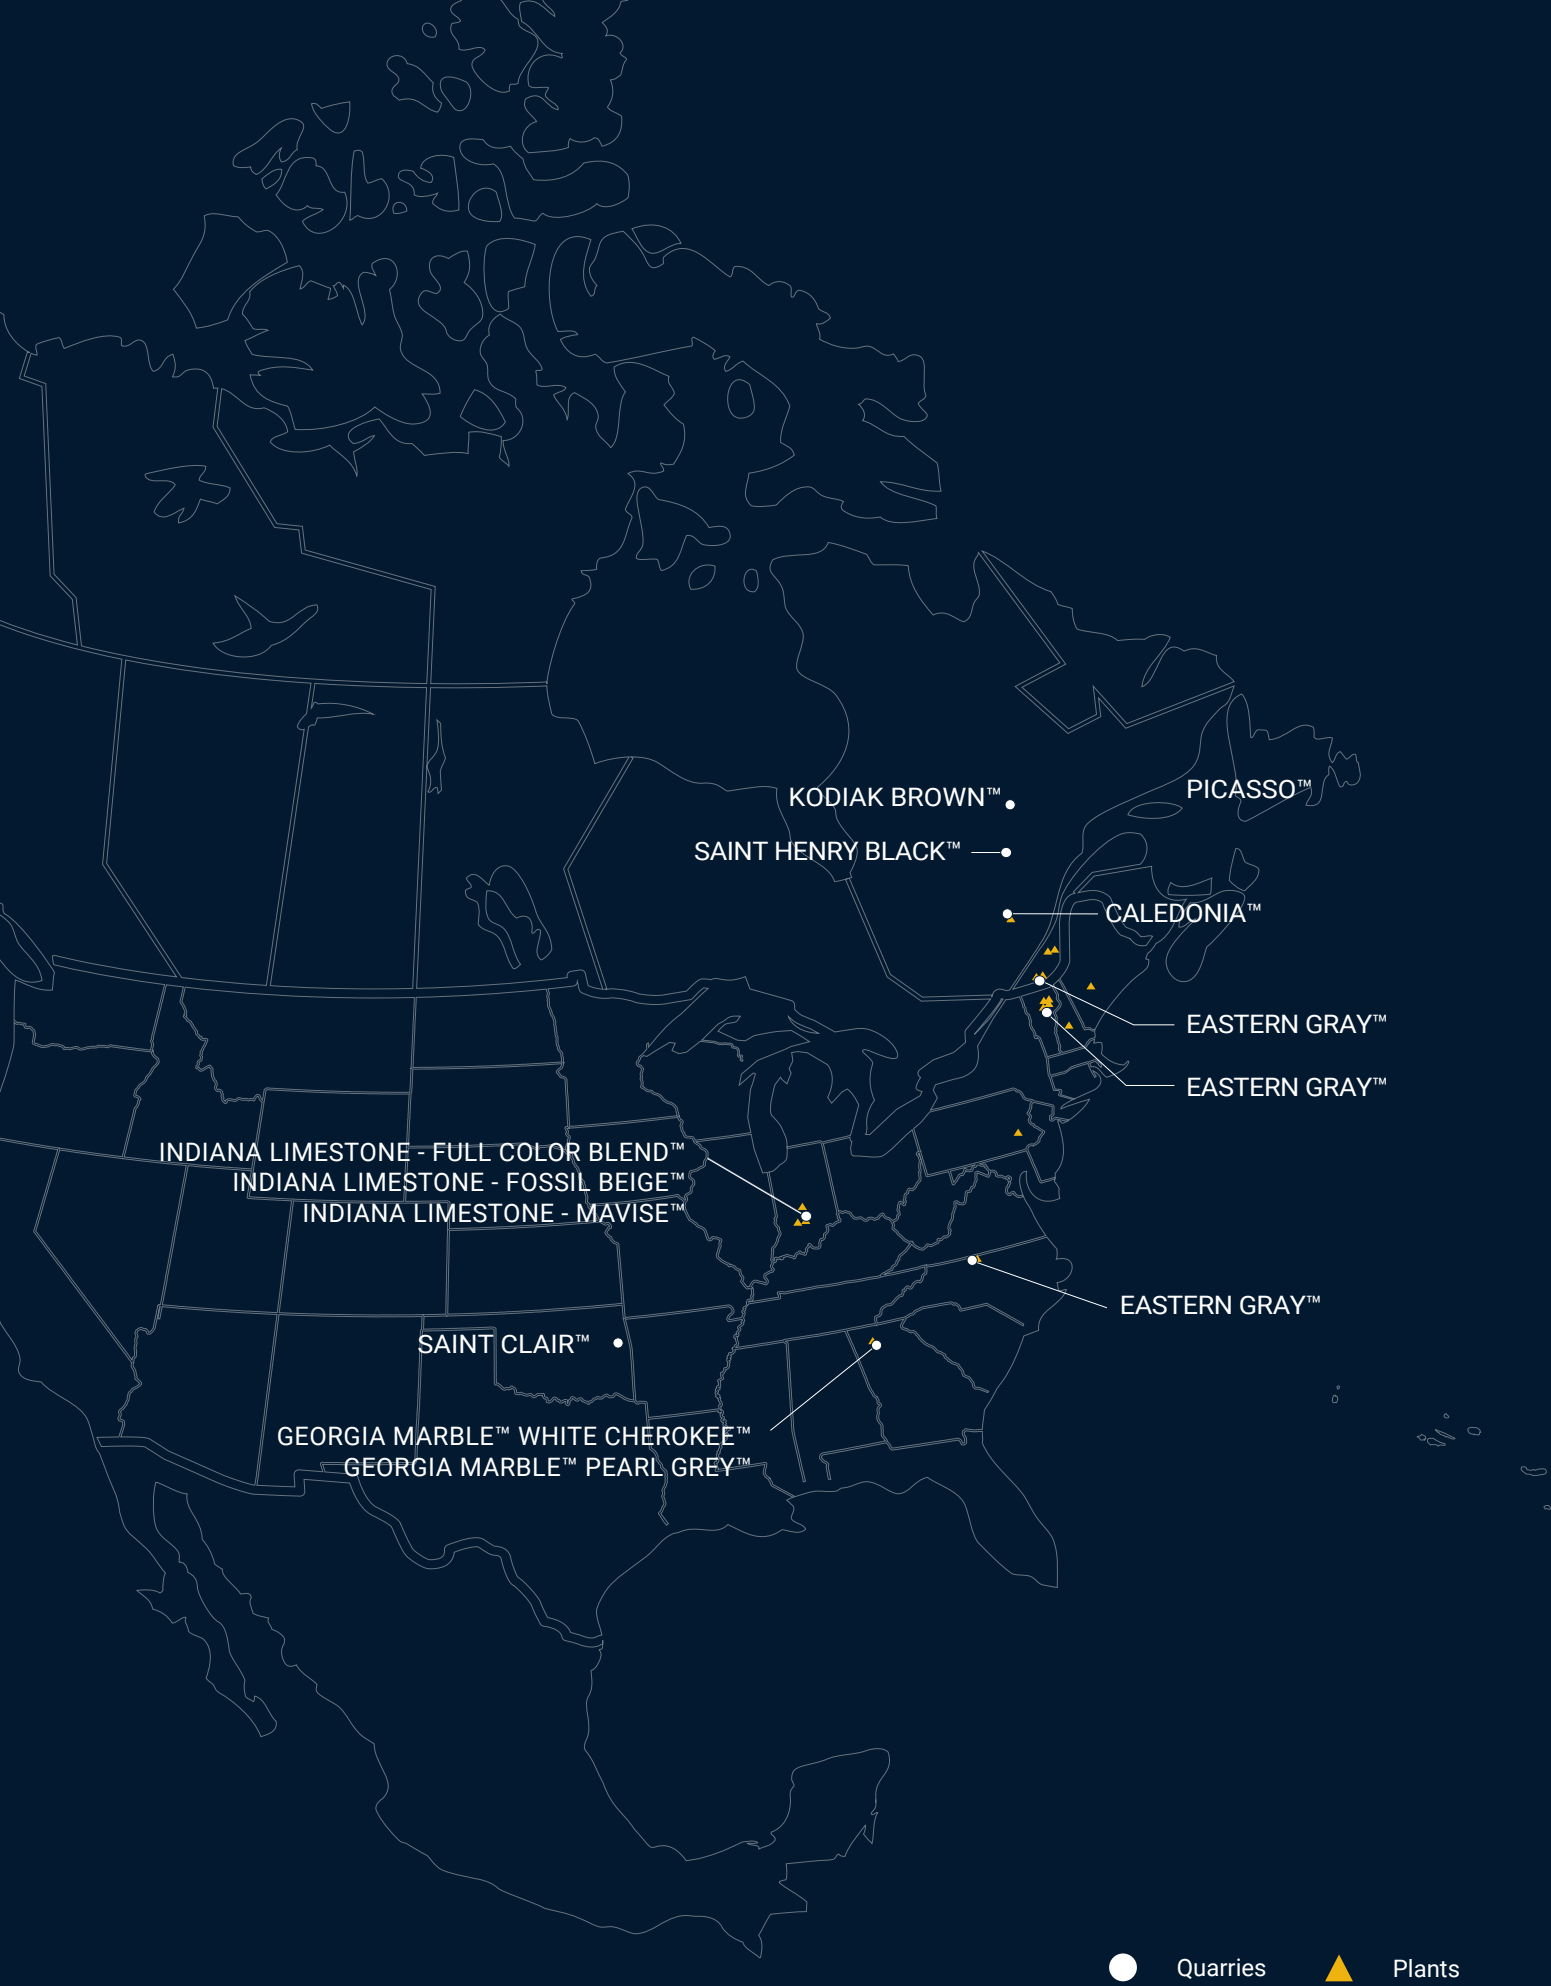 KODIAK BROWN™
PICASSO™
SAINT HENRY BLACK™
CALEDONIA™
EASTERN GRAY™
EASTERN GRAY™
INDIANA LIMESTONE - FULL COLOR BLEND™
INDIANA LIMESTONE - FOSSIL BEIGE™
INDIANA LIMESTONE - MAVISE™
EASTERN GRAY™
SAINT CLAIR™
GEORGIA MARBLE™ WHITE CHEROKEE™
GEORGIA MARBLE™ PEARL GREY™
Quarries
Plants